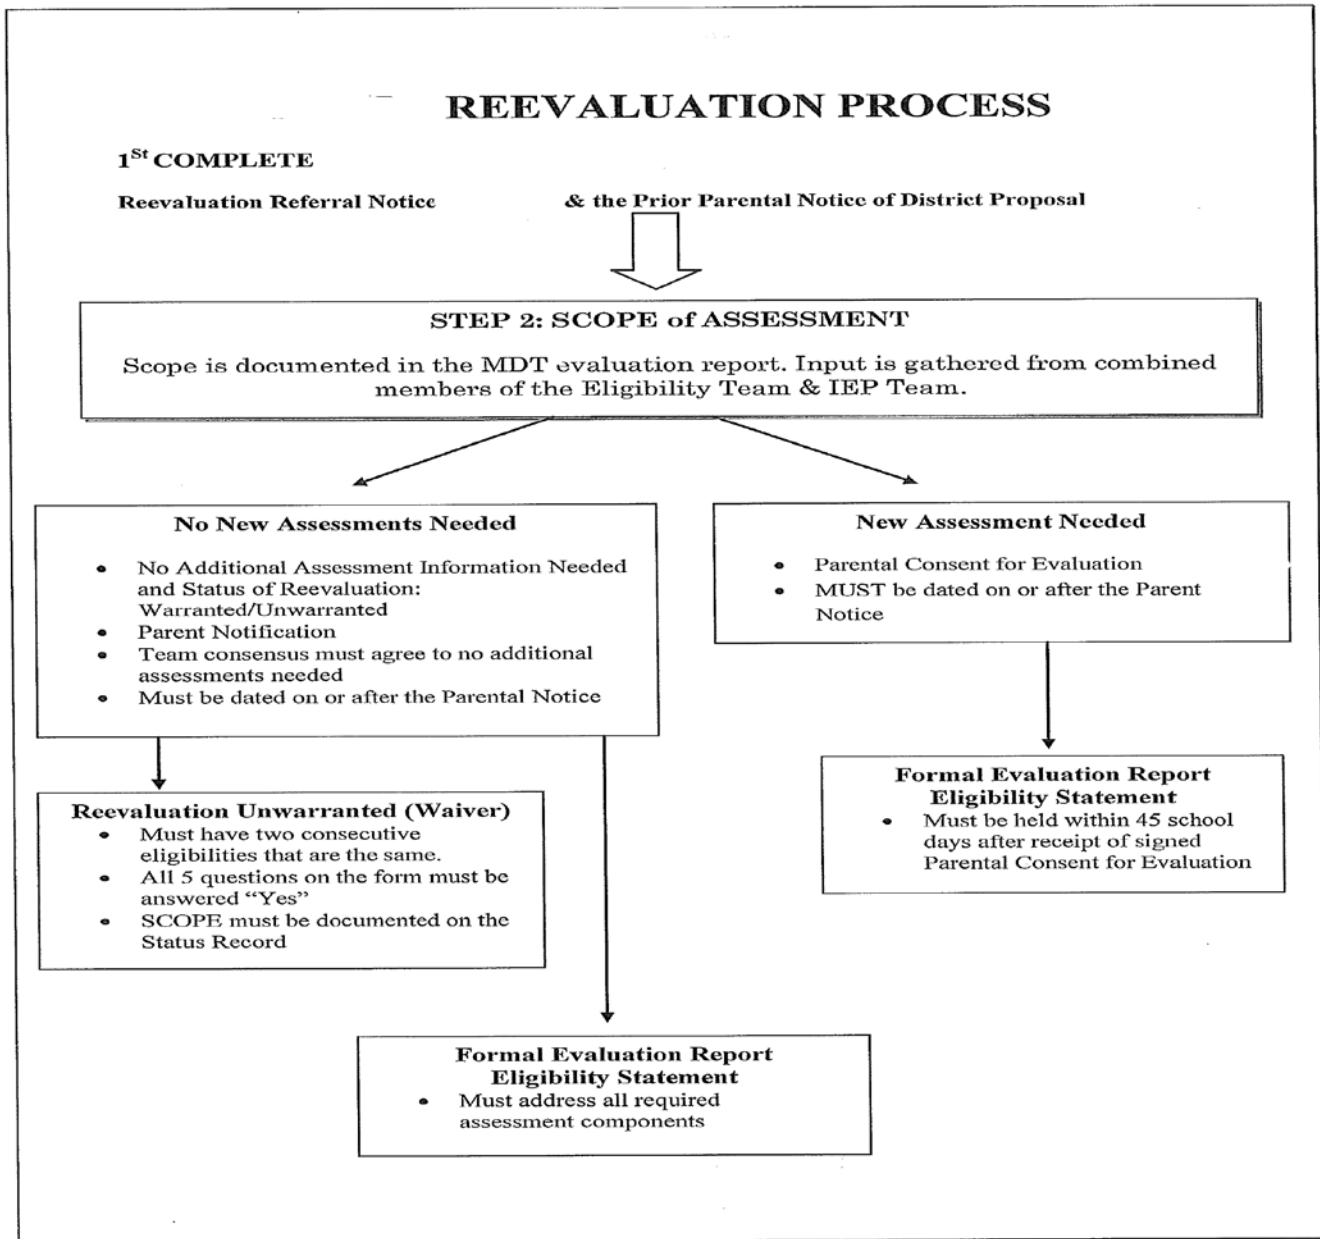 REEVALUATION PROCESS
1St COMPLETE
Reevaluation Referral Notice & the Prior Parental Notice of District Proposal
STEP 2: SCOPE of ASSESSMENT
Scope is documented in the MDT evaluation report. Input is gathered from combined
members of the Eligibility Team & IEP Team.
No New Assessments Needed
• No Additional Assessment Information Needed
and Status of Reevaluation:
Warranted/Unwarranted
• Parent Notification
• Team consensus must agree to no additional
assessments needed
• Must be dated on or after the Parental Notice
New Assessment Needed
• Parental Consent for Evaluation
• MUST be dated on or after the Parent
Notice
Reevaluation Unwarranted (Waiver)
• Must have two consecutive
eligibilities that are the same.
• All 5 questions on the form must be
answered “Yes”
• SCOPE must be documented on the
Status Record
Formal Evaluation Report
Eligibility Statement
• Must be held within 45 school
days after receipt of signed
Parental Consent for Evaluation
Formal Evaluation Report
Eligibility Statement
• Must address all required
assessment components